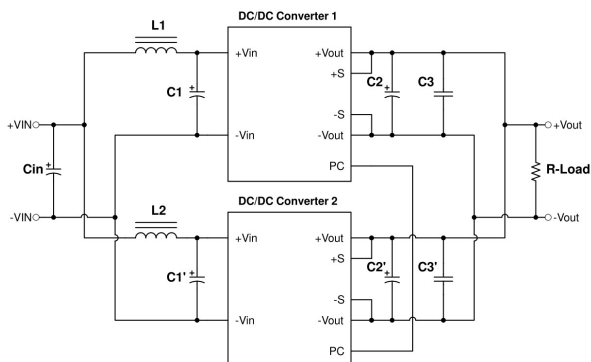 DC/DC Converter 1
L1
+Vin
+Vout
+S
C1
C2
C3
-S
-Vin
-Vout
PC
+VIN
+Vout
Cin
R-Load
-VIN
-Vout
DC/DC Converter 2
L2
+Vin
+Vout
+S
C1'
C2'
C3'
-S
-Vin
-Vout
PC